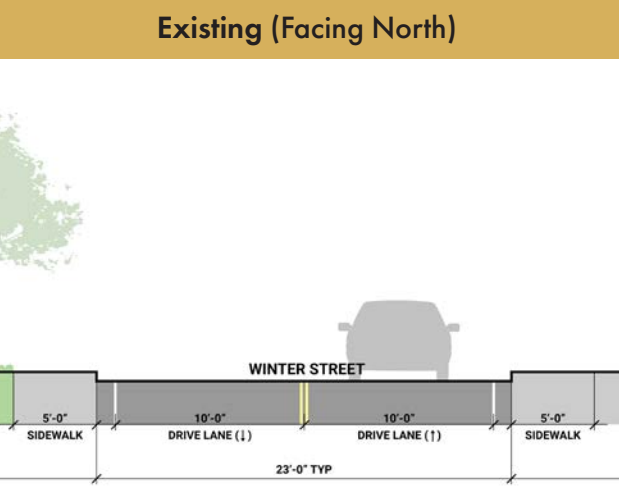 Existing (Facing North)
WINTER STREET
5'-0" 10'-0" 10'-0" 5'-0"
SIDEWALK DRIVE LANE (↓) DRIVE LANE (↑) SIDEWALK
23'-0" TYP